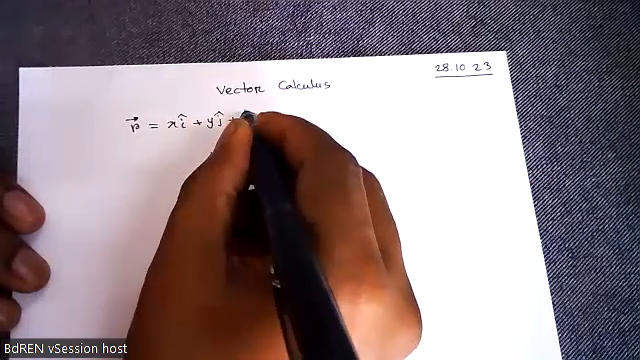 28.10.23
Vector Calculus
r⃗ = xî + yĵ +
BdREN vSession host